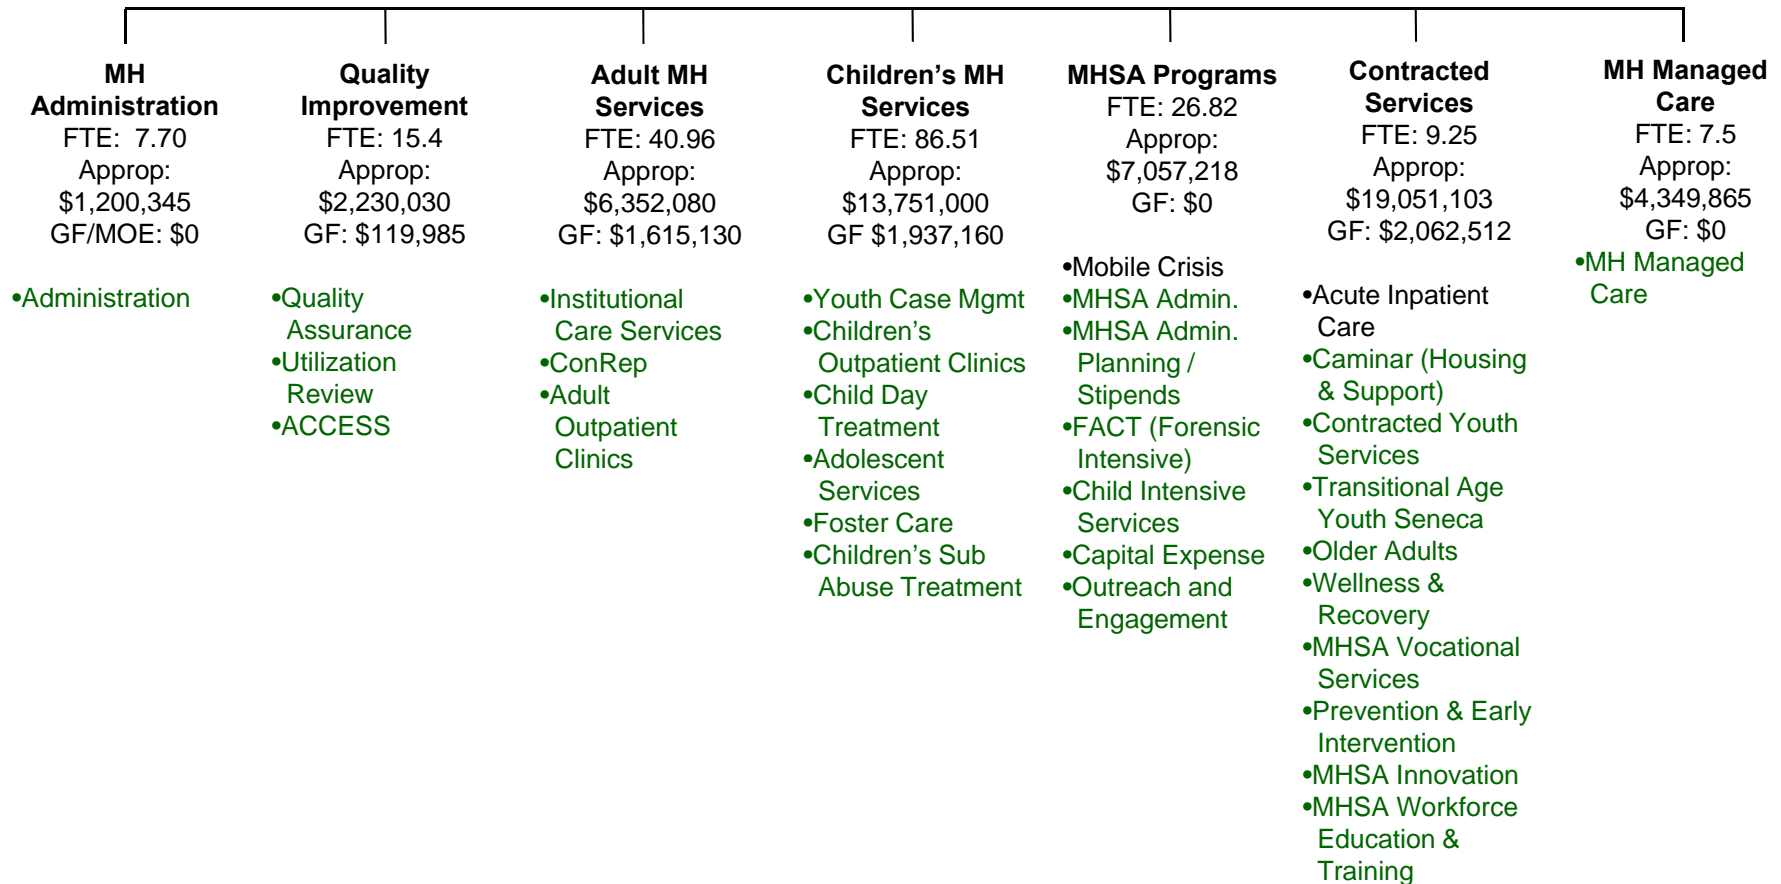 MH
Administration
FTE:  7.70
Approp:
$1,200,345
GF/MOE: $0
•Administration
Quality
Improvement
FTE: 15.4
Approp:
$2,230,030
GF: $119,985
•Quality
Assurance
•Utilization
Review
•ACCESS
Adult MH
Services
FTE: 40.96
Approp:
$6,352,080
GF: $1,615,130
•Institutional
Care Services
•ConRep
•Adult
Outpatient
Clinics
Children’s MH
Services
FTE: 86.51
Approp:
$13,751,000
GF $1,937,160
•Youth Case Mgmt
•Children’s
Outpatient Clinics
•Child Day
Treatment
•Adolescent
Services
•Foster Care
•Children’s Sub
Abuse Treatment
MHSA Programs
FTE: 26.82
Approp:
$7,057,218
GF: $0
•Mobile Crisis
•MHSA Admin.
•MHSA Admin.
Planning /
Stipends
•FACT (Forensic
Intensive)
•Child Intensive
Services
•Capital Expense
•Outreach and
Engagement
Contracted
Services
FTE: 9.25
Approp:
$19,051,103
GF: $2,062,512
•Acute Inpatient
Care
•Caminar (Housing
& Support)
•Contracted Youth
Services
•Transitional Age
Youth Seneca
•Older Adults
•Wellness &
Recovery
•MHSA Vocational
Services
•Prevention & Early
Intervention
•MHSA Innovation
•MHSA Workforce
Education &
Training
MH Managed
Care
FTE: 7.5
Approp:
$4,349,865
GF: $0
•MH Managed
Care